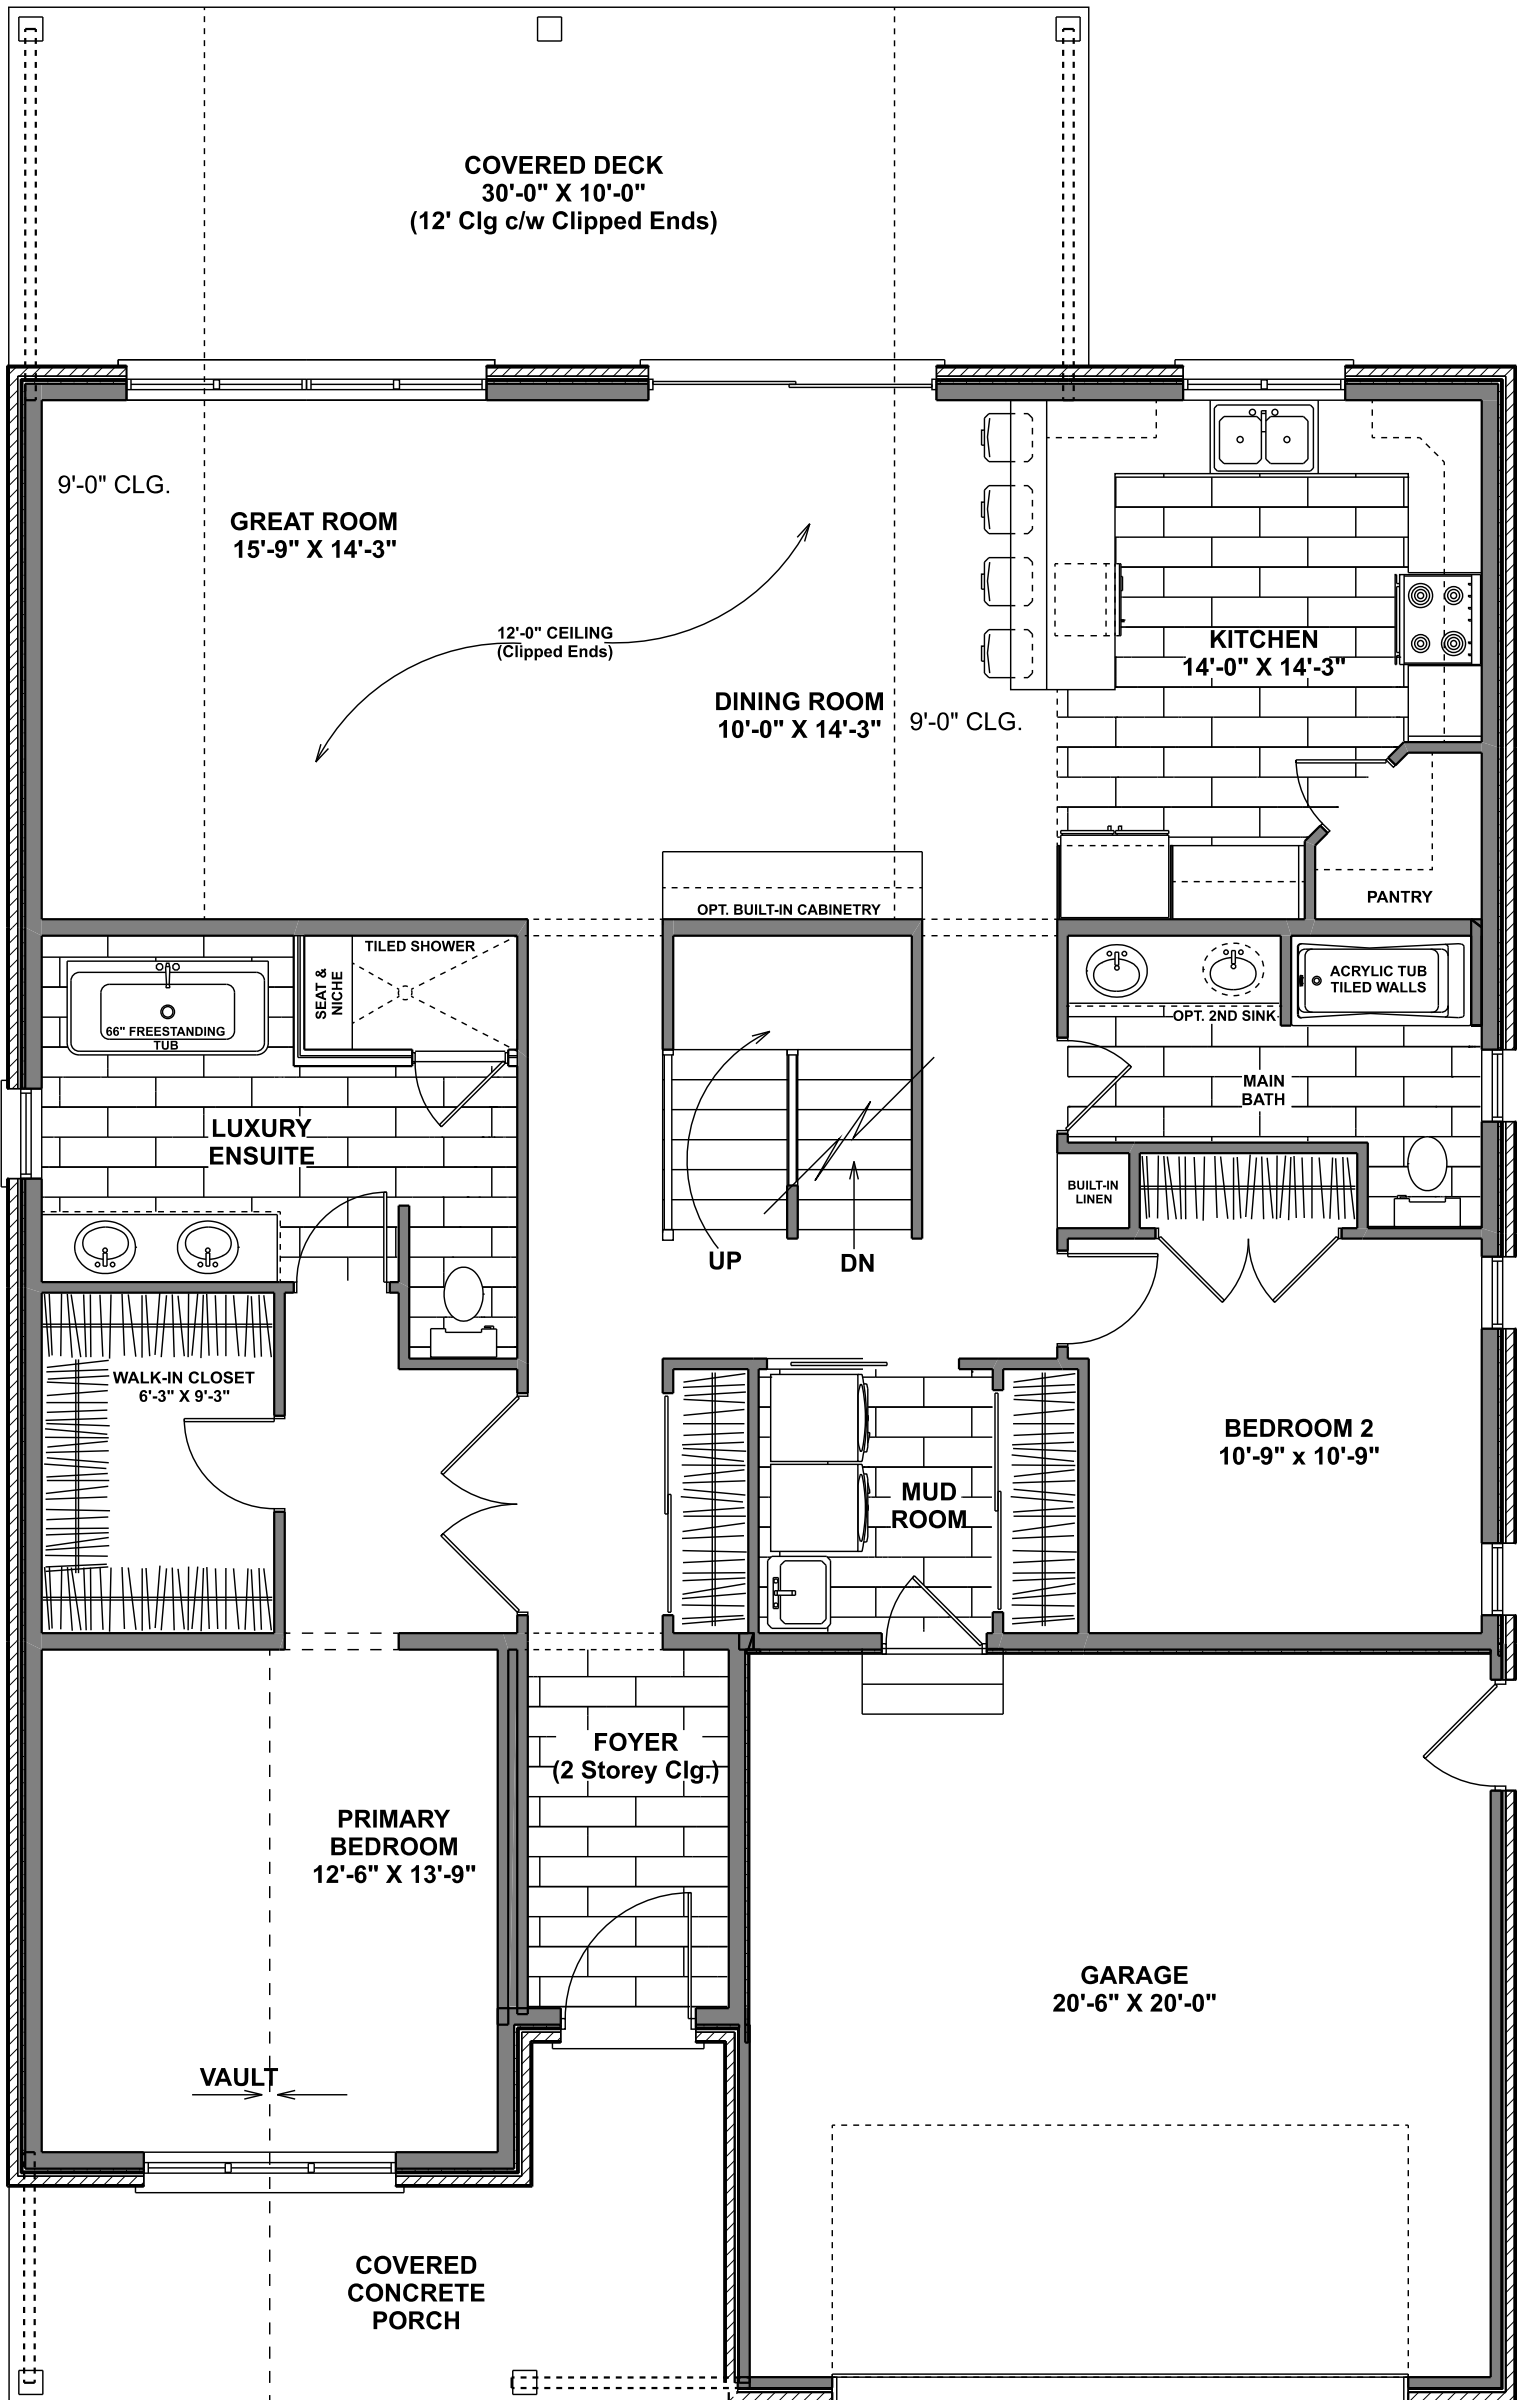 COVERED DECK
30'-0" X 10'-0"
(12' Clg c/w Clipped Ends)
9'-0" CLG.
GREAT ROOM
15'-9" X 14'-3"
12'-0" CEILING
(Clipped Ends)
KITCHEN
14'-0" X 14'-3"
DINING ROOM
10'-0" X 14'-3"
9'-0" CLG.
PANTRY
OPT. BUILT-IN CABINETRY
TILED SHOWER
SEAT &
NICHE
66" FREESTANDING
TUB
ACRYLIC TUB
TILED WALLS
OPT. 2ND SINK
MAIN
BATH
LUXURY
ENSUITE
BUILT-IN
LINEN
UP
DN
WALK-IN CLOSET
6'-3" X 9'-3"
BEDROOM 2
10'-9" x 10'-9"
MUD
ROOM
FOYER
(2 Storey Clg.)
PRIMARY
BEDROOM
12'-6" X 13'-9"
GARAGE
20'-6" X 20'-0"
VAULT
COVERED
CONCRETE
PORCH